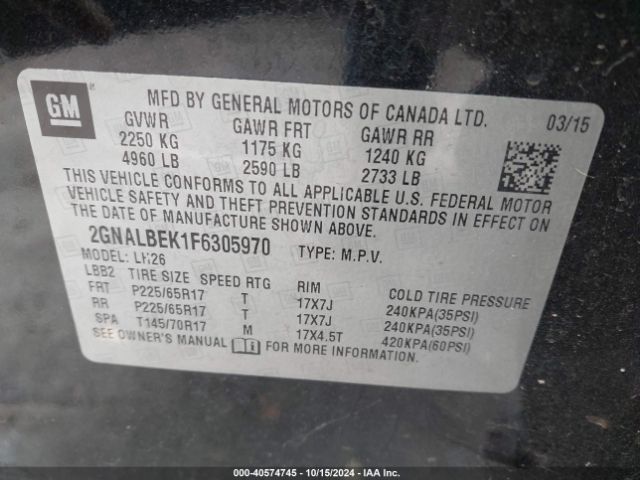 GM
MFD BY GENERAL MOTORS OF CANADA LTD. 03/15
GVWR GAWR FRT GAWR RR
2250 KG 1175 KG 1240 KG
4960 LB 2590 LB 2733 LB
THIS VEHICLE CONFORMS TO ALL APPLICABLE U.S. FEDERAL MOTOR
VEHICLE SAFETY AND THEFT PREVENTION STANDARDS IN EFFECT ON
THE DATE OF MANUFACTURE SHOWN ABOVE.
2GNALBEK1F6305970 TYPE: M.P.V.
MODEL: LH26
LBB2 TIRE SIZE SPEED RTG RIM COLD TIRE PRESSURE
FRT P225/65R17 T 17X7J 240KPA(35PSI)
RR P225/65R17 T 17X7J 240KPA(35PSI)
SPA T145/70R17 M 17X4.5T 420KPA(60PSI)
SEE OWNER'S MANUAL FOR MORE INFORMATION.
000-40574745 - 10/15/2024 - IAA Inc.